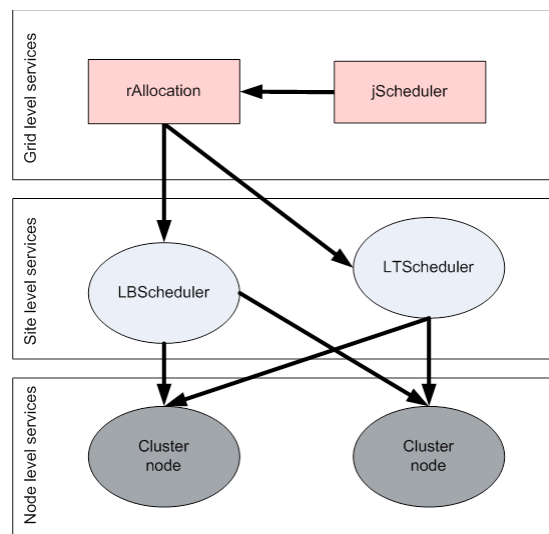 Grid level services
rAllocation
jScheduler
Site level services
LBScheduler
LTScheduler
Node level services
Cluster
node
Cluster
node